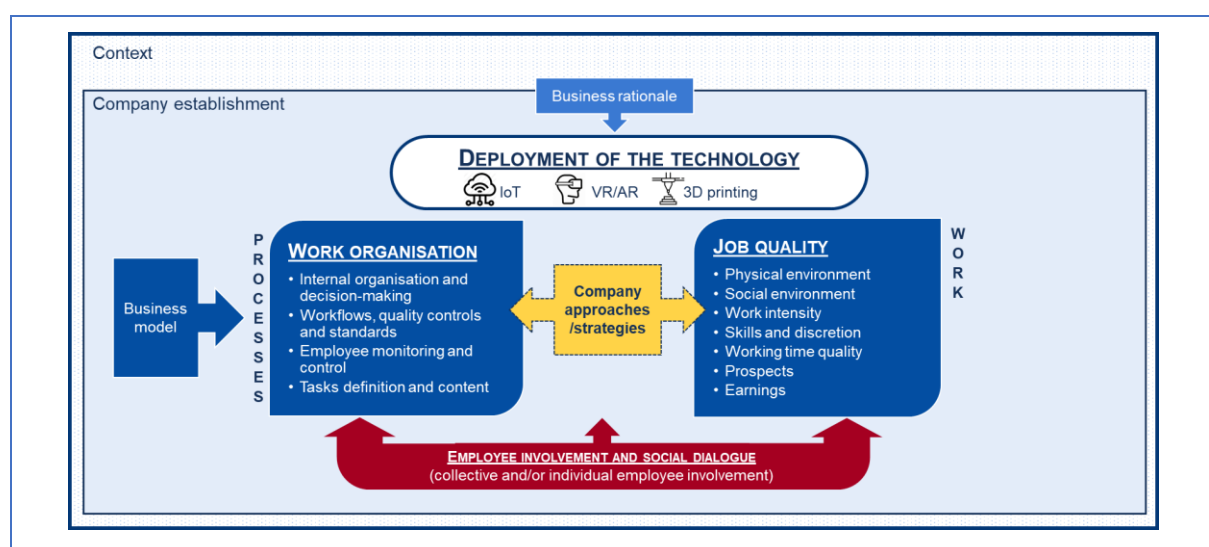 Context
Company establishment
Business rationale
DEPLOYMENT OF THE TECHNOLOGY
IoT
VR/AR
3D printing
Business
model
PROCESSES
WORK ORGANISATION
• Internal organisation and
decision-making
• Workflows, quality controls
and standards
• Employee monitoring and
control
• Tasks definition and content
Company
approaches
/strategies
JOB QUALITY
• Physical environment
• Social environment
• Work intensity
• Skills and discretion
• Working time quality
• Prospects
• Earnings
WORK
EMPLOYEE INVOLVEMENT AND SOCIAL DIALOGUE
(collective and/or individual employee involvement)